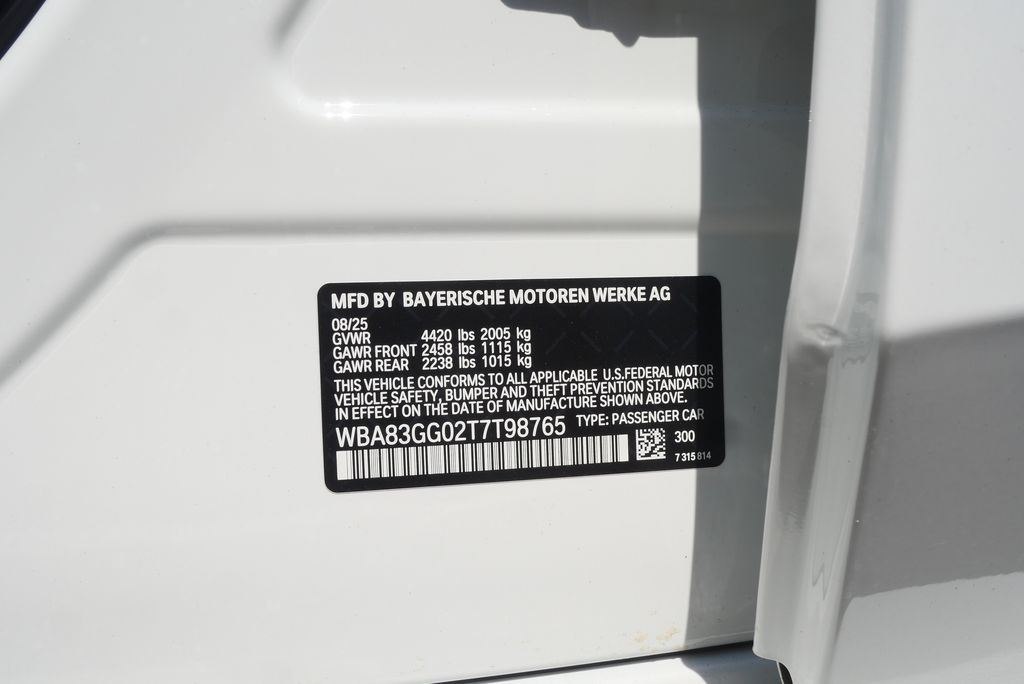 MFD BY BAYERISCHE MOTOREN WERKE AG
08/25
GVWR 4420 lbs 2005 kg
GAWR FRONT 2458 lbs 1115 kg
GAWR REAR 2238 lbs 1015 kg
THIS VEHICLE CONFORMS TO ALL APPLICABLE U.S.FEDERAL MOTOR
VEHICLE SAFETY, BUMPER AND THEFT PREVENTION STANDARDS
IN EFFECT ON THE DATE OF MANUFACTURE SHOWN ABOVE.
WBA83GG02T7T98765 TYPE: PASSENGER CAR
300
7 315 814